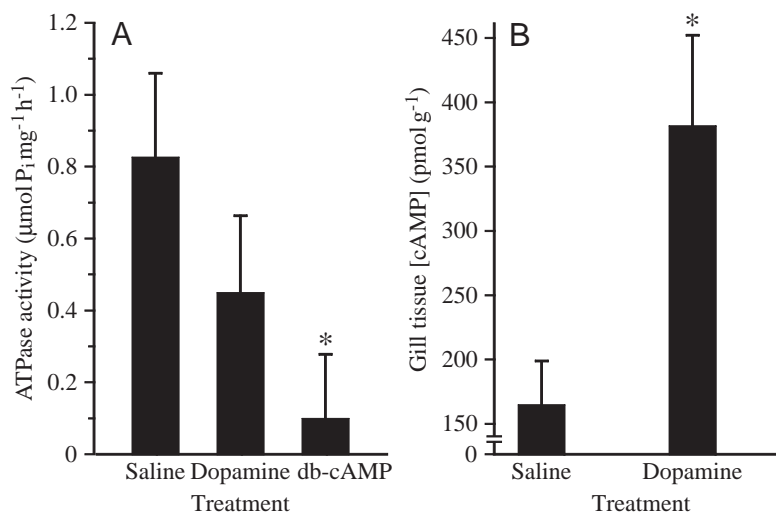 A
ATPase activity (μmol Pi mg-1 h-1)
1.2
1.0
0.8
0.6
0.4
0.2
0
*
Saline Dopamine db-cAMP
Treatment
B
Gill tissue [cAMP] (pmol g-1)
450
400
350
300
250
200
150
0
*
Saline Dopamine
Treatment